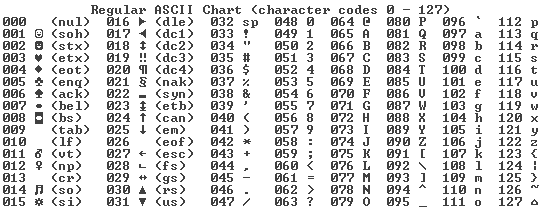 Regular ASCII Chart (character codes 0 - 127)
000 (nul) 016 ► (dle) 032 sp 048 0 064 @ 080 P 096 ` 112 p
001 ☺ (soh) 017 ◄ (dc1) 033 ! 049 1 065 A 081 Q 097 a 113 q
002 ☻ (stx) 018 ↕ (dc2) 034 " 050 2 066 B 082 R 098 b 114 r
003 ♥ (etx) 019 ‼ (dc3) 035 # 051 3 067 C 083 S 099 c 115 s
004 ♦ (eot) 020 ¶ (dc4) 036 $ 052 4 068 D 084 T 100 d 116 t
005 ♣ (enq) 021 § (nak) 037 % 053 5 069 E 085 U 101 e 117 u
006 ♠ (ack) 022 ▬ (syn) 038 & 054 6 070 F 086 V 102 f 118 v
007 • (bel) 023 ↨ (etb) 039 ' 055 7 071 G 087 W 103 g 119 w
008 ◘ (bs) 024 ↑ (can) 040 ( 056 8 072 H 088 X 104 h 120 x
009 (tab) 025 ↓ (em) 041 ) 057 9 073 I 089 Y 105 i 121 y
010 (lf) 026 (eof) 042 * 058 : 074 J 090 Z 106 j 122 z
011 ♂ (vt) 027 ← (esc) 043 + 059 ; 075 K 091 [ 107 k 123 {
012 ♀ (np) 028 ∟ (fs) 044 , 060 < 076 L 092 \ 108 l 124 ¦
013 (cr) 029 ↔ (gs) 045 - 061 = 077 M 093 ] 109 m 125 }
014 ♫ (so) 030 ▲ (rs) 046 . 062 > 078 N 094 ^ 110 n 126 ~
015 ☼ (si) 031 ▼ (us) 047 / 063 ? 079 O 095 _ 111 o 127 ⌂